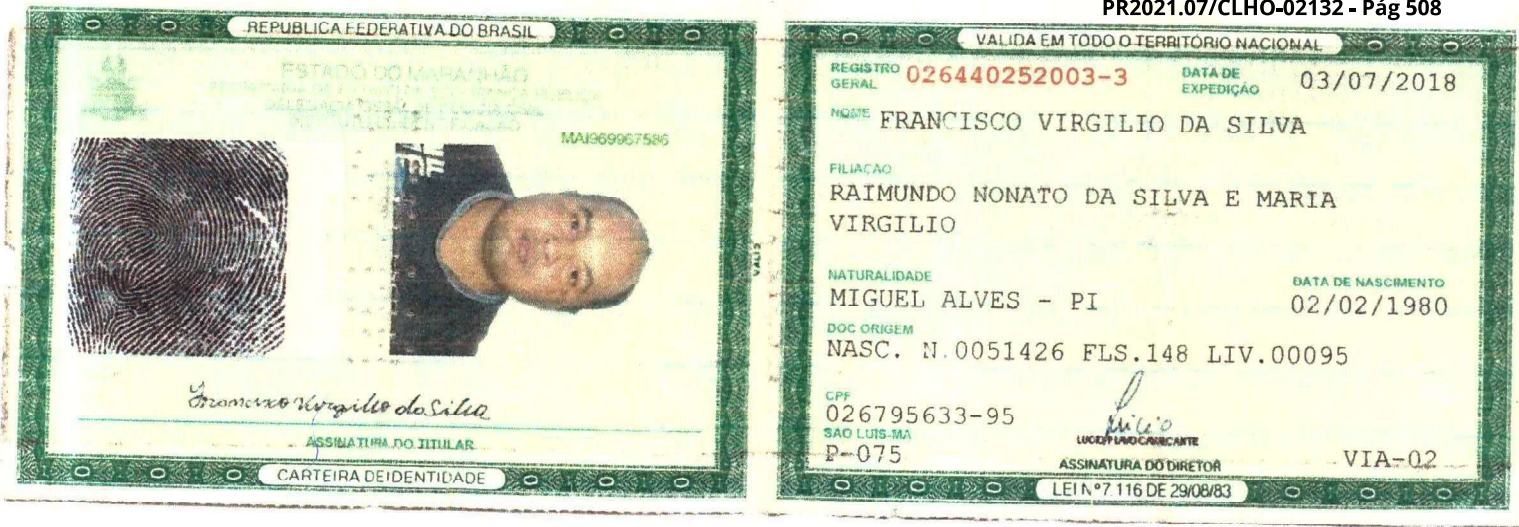 PR2021.07/CLHO-02132 - Pág 508
REPUBLICA FEDERATIVA DO BRASIL
ESTADO DO MARANHÃO
MAI969967586
Francisco Virgilio da Silva
ASSINATURA DO TITULAR
CARTEIRA DE IDENTIDADE
VALIDA EM TODO O TERRITÓRIO NACIONAL
REGISTRO GERAL 026440252003-3 DATA DE EXPEDIÇÃO 03/07/2018
NOME FRANCISCO VIRGILIO DA SILVA
FILIAÇÃO
RAIMUNDO NONATO DA SILVA E MARIA
VIRGILIO
NATURALIDADE DATA DE NASCIMENTO
MIGUEL ALVES - PI 02/02/1980
DOC ORIGEM
NASC. N.0051426 FLS.148 LIV.00095
CPF
026795633-95
SAO LUIS-MA
P-075
ASSINATURA DO DIRETOR
VIA-02
LEI Nº 7.116 DE 29/08/83